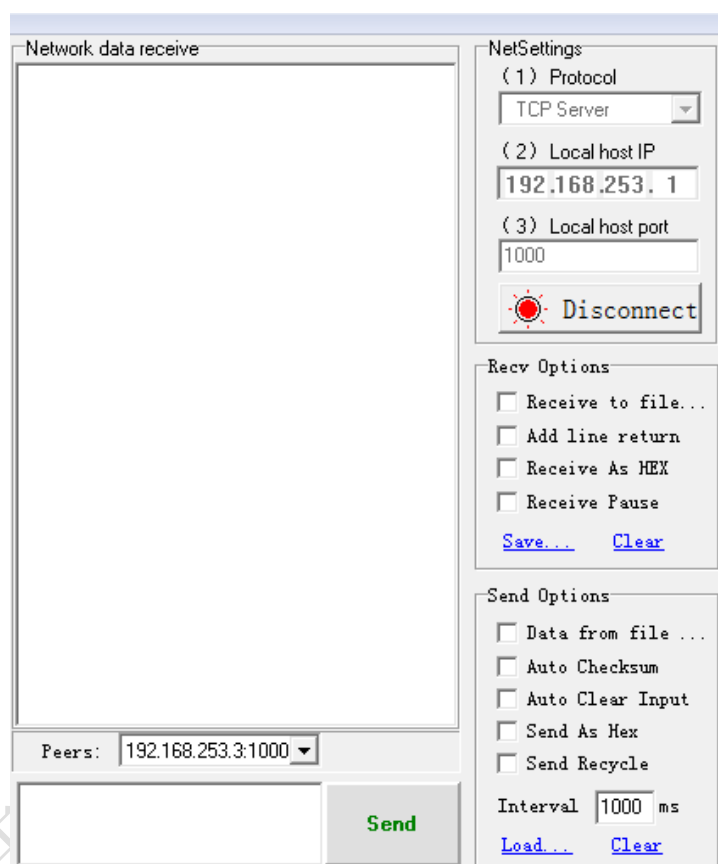 Network data receive
NetSettings
(1) Protocol
TCP Server
(2) Local host IP
192.168.253. 1
(3) Local host port
1000
Disconnect
Recv Options
Receive to file...
Add line return
Receive As HEX
Receive Pause
Save... Clear
Send Options
Data from file ...
Auto Checksum
Auto Clear Input
Send As Hex
Send Recycle
Interval 1000 ms
Load... Clear
Peers: 192.168.253.3:1000
Send